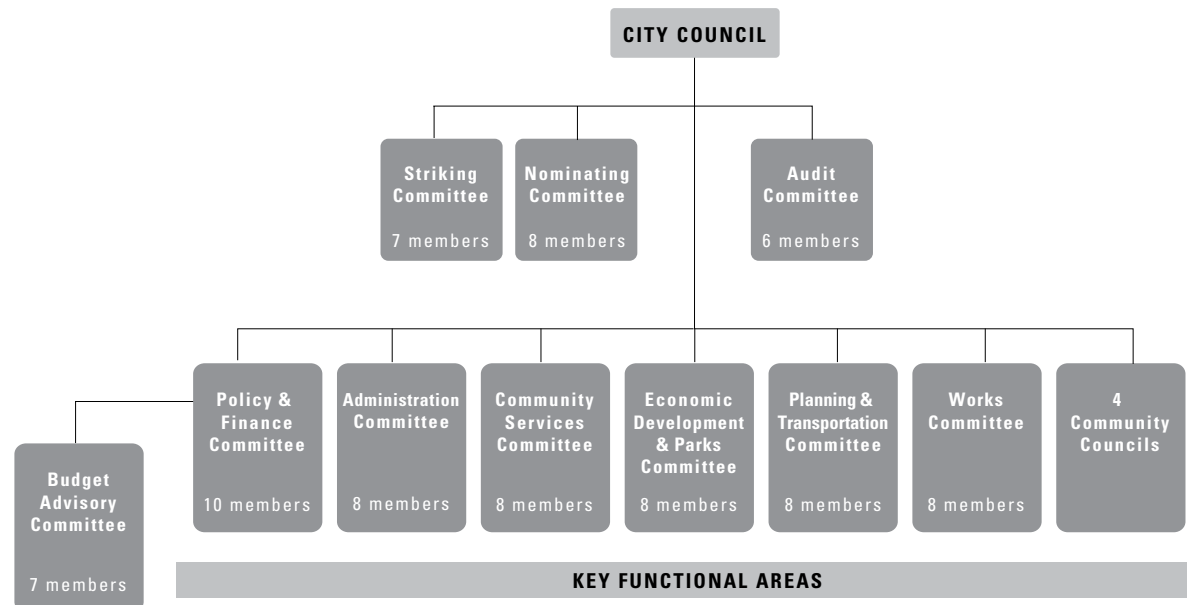 CITY COUNCIL
Striking
Committee
7 members
Nominating
Committee
8 members
Audit
Committee
6 members
Policy &
Finance
Committee
10 members
Administration
Committee
8 members
Community
Services
Committee
8 members
Economic
Development
& Parks
Committee
8 members
Planning &
Transportation
Committee
8 members
Works
Committee
8 members
4
Community
Councils
Budget
Advisory
Committee
7 members
KEY FUNCTIONAL AREAS